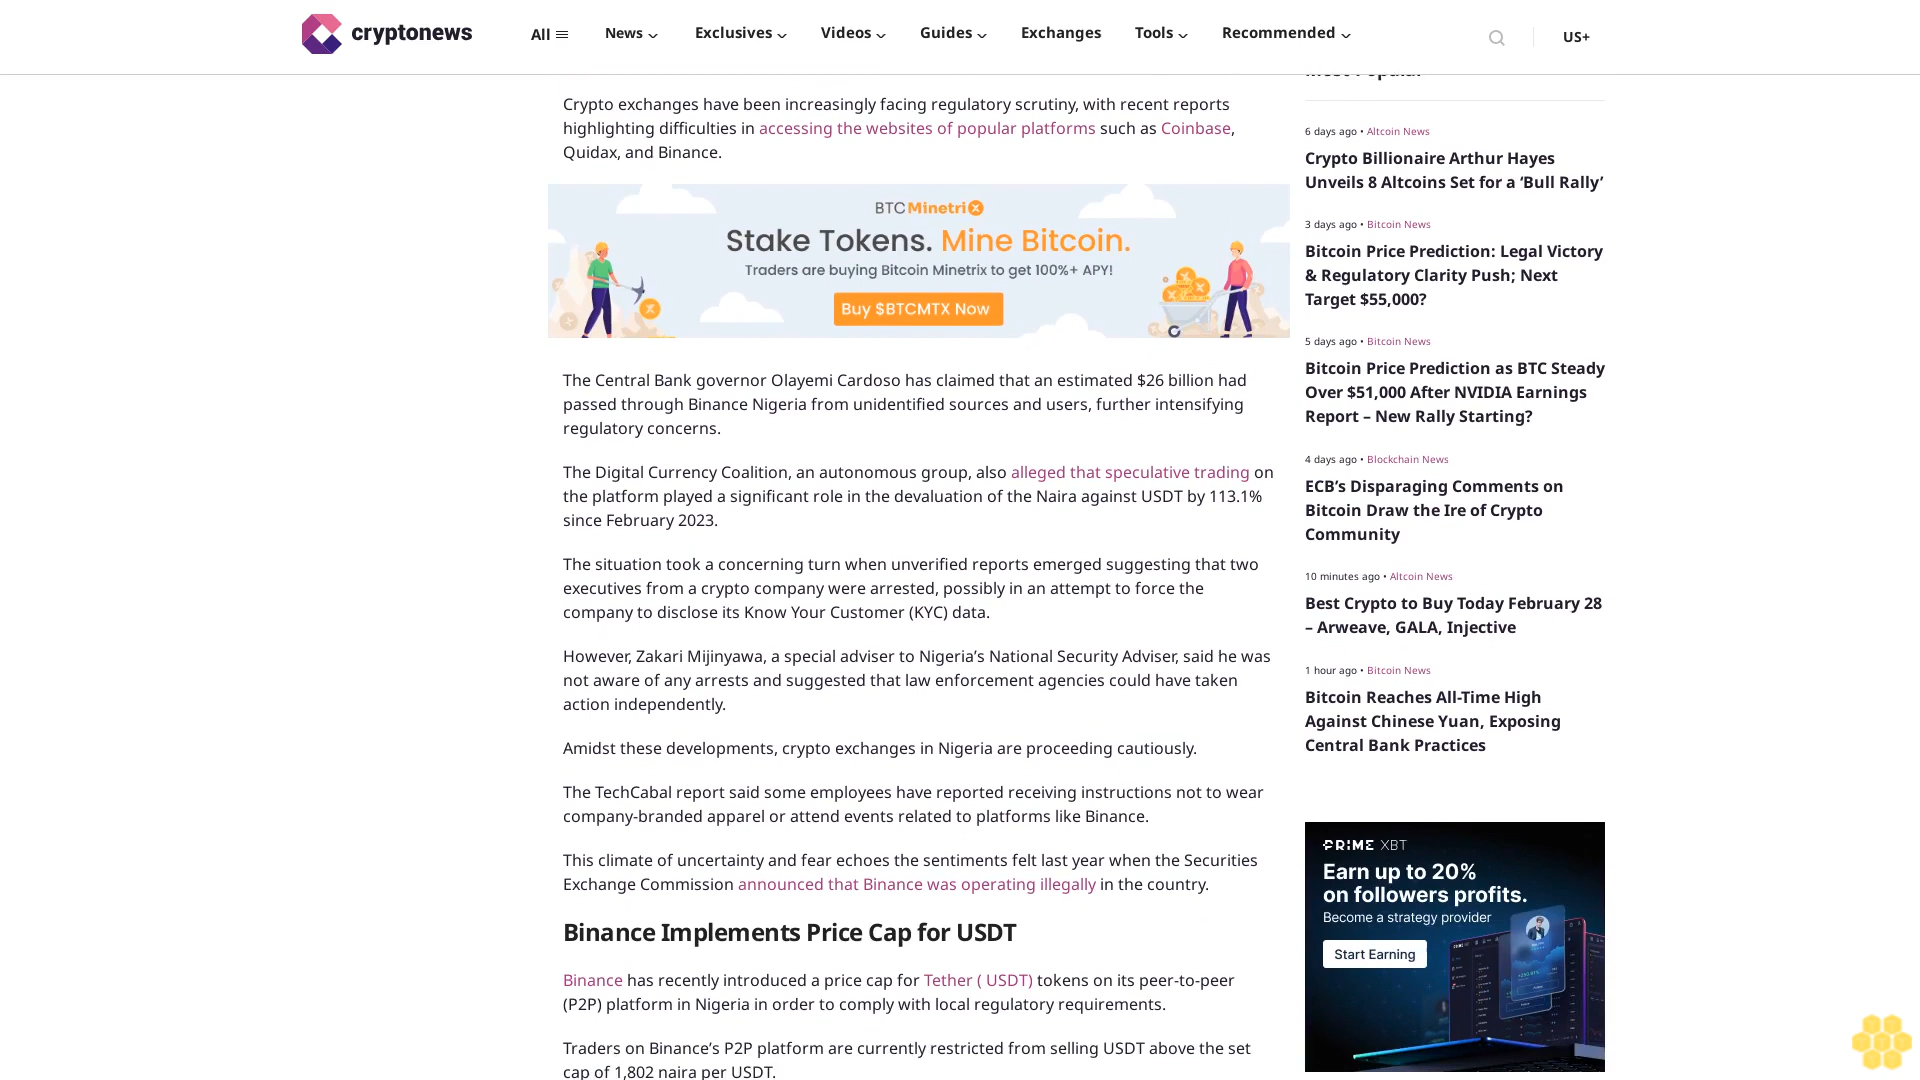 cryptonews
All
News
Exclusives
Videos
Guides
Exchanges
Tools
Recommended
US+
Crypto exchanges have been increasingly facing regulatory scrutiny, with recent reports
highlighting difficulties in accessing the websites of popular platforms such as Coinbase,
Quidax, and Binance.
BTC Minetrix
Stake Tokens. Mine Bitcoin.
Traders are buying Bitcoin Minetrix to get 100%+ APY!
Buy $BTCMTX Now
The Central Bank governor Olayemi Cardoso has claimed that an estimated $26 billion had
passed through Binance Nigeria from unidentified sources and users, further intensifying
regulatory concerns.
The Digital Currency Coalition, an autonomous group, also alleged that speculative trading on
the platform played a significant role in the devaluation of the Naira against USDT by 113.1%
since February 2023.
The situation took a concerning turn when unverified reports emerged suggesting that two
executives from a crypto company were arrested, possibly in an attempt to force the
company to disclose its Know Your Customer (KYC) data.
However, Zakari Mijinyawa, a special adviser to Nigeria’s National Security Adviser, said he was
not aware of any arrests and suggested that law enforcement agencies could have taken
action independently.
Amidst these developments, crypto exchanges in Nigeria are proceeding cautiously.
The TechCabal report said some employees have reported receiving instructions not to wear
company-branded apparel or attend events related to platforms like Binance.
This climate of uncertainty and fear echoes the sentiments felt last year when the Securities
Exchange Commission announced that Binance was operating illegally in the country.
Binance Implements Price Cap for USDT
Binance has recently introduced a price cap for Tether ( USDT) tokens on its peer-to-peer
(P2P) platform in Nigeria in order to comply with local regulatory requirements.
Traders on Binance’s P2P platform are currently restricted from selling USDT above the set
cap of 1,802 naira per USDT.
Most Popular
6 days ago • Altcoin News
Crypto Billionaire Arthur Hayes
Unveils 8 Altcoins Set for a ‘Bull Rally’
3 days ago • Bitcoin News
Bitcoin Price Prediction: Legal Victory
& Regulatory Clarity Push; Next
Target $55,000?
5 days ago • Bitcoin News
Bitcoin Price Prediction as BTC Steady
Over $51,000 After NVIDIA Earnings
Report – New Rally Starting?
4 days ago • Blockchain News
ECB’s Disparaging Comments on
Bitcoin Draw the Ire of Crypto
Community
10 minutes ago • Altcoin News
Best Crypto to Buy Today February 28
– Arweave, GALA, Injective
1 hour ago • Bitcoin News
Bitcoin Reaches All-Time High
Against Chinese Yuan, Exposing
Central Bank Practices
PRIME XBT
Earn up to 20%
on followers profits.
Become a strategy provider
Start Earning